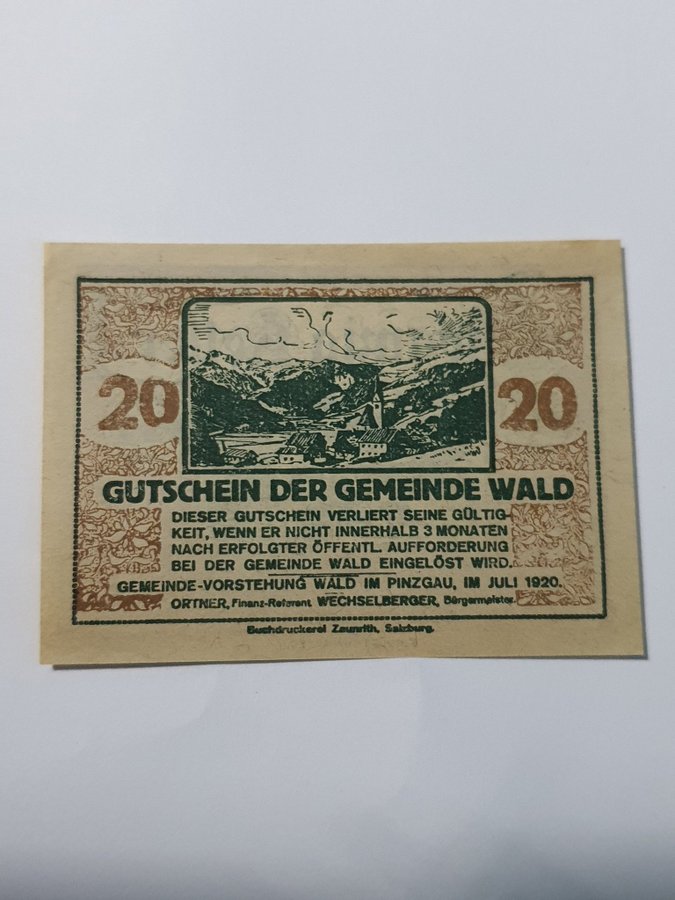 20
20
GUTSCHEIN DER GEMEINDE WALD
DIESER GUTSCHEIN VERLIERT SEINE GÜLTIG-
KEIT, WENN ER NICHT INNERHALB 3 MONATEN
NACH ERFOLGTER ÖFFENTL. AUFFORDERUNG
BEI DER GEMEINDE WALD EINGELÖST WIRD.
GEMEINDE-VORSTEHUNG WALD IM PINZGAU, IM JULI 1920.
ORTNER, Finanz-Referent WECHSELBERGER, Bürgermeister.
Buchdruckerei Zaunrith, Salzburg.